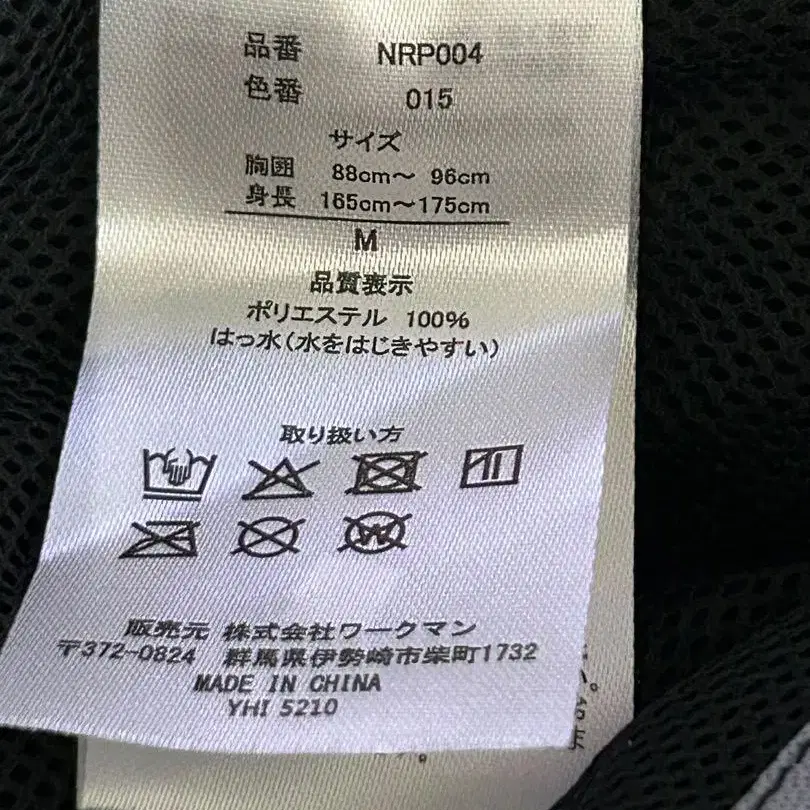 品番 NRP004
色番 015
サイズ
胸囲 88cm～ 96cm
身長 165cm～175cm
M
品質表示
ポリエステル 100%
はっ水(水をはじきやすい)
取り扱い方
W
販売元 株式会社ワークマン
〒372-0824 群馬県伊勢崎市柴町1732
MADE IN CHINA
YHI 5210